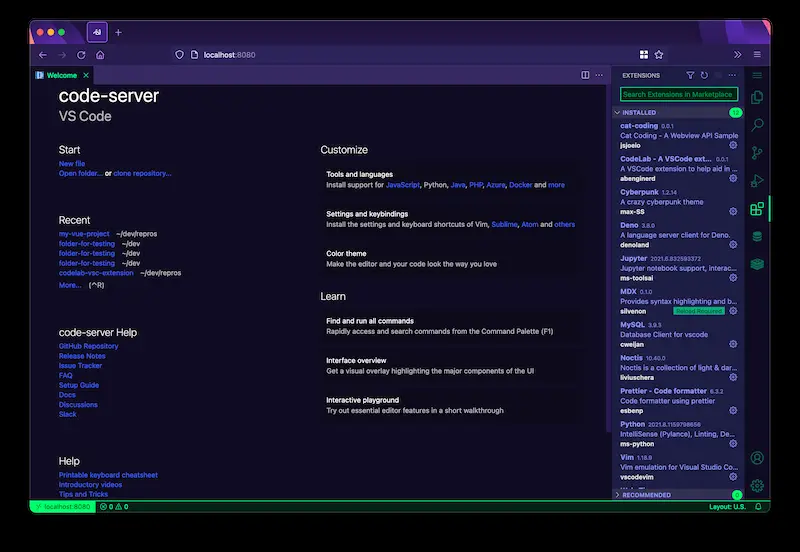 localhost:8080
Welcome
code-server
VS Code
Start
New file
Open folder... or clone repository...
Recent
my-vue-project ~/dev/repros
folder-for-testing ~/dev
folder-for-testing ~/dev
folder-for-testing ~/dev
codelab-vsc-extension ~/dev/repros
More... (^R)
code-server Help
GitHub Repository
Release Notes
Issue Tracker
FAQ
Setup Guide
Docs
Discussions
Slack
Help
Printable keyboard cheatsheet
Introductory videos
Tips and Tricks
Customize
Tools and languages
Install support for JavaScript, Python, Java, PHP, Azure, Docker and more
Settings and keybindings
Install the settings and keyboard shortcuts of Vim, Sublime, Atom and others
Color theme
Make the editor and your code look the way you love
Learn
Find and run all commands
Rapidly access and search commands from the Command Palette (F1)
Interface overview
Get a visual overlay highlighting the major components of the UI
Interactive playground
Try out essential editor features in a short walkthrough
EXTENSIONS
Search Extensions in Marketplace
INSTALLED 12
cat-coding 0.0.1
Cat Coding - A Webview API Sample
jsjoeio
CodeLab - A VSCode ext... 0.0.1
A VSCode extension to help aid in ...
abenginerd
Cyberpunk 1.2.14
A crazy cyberpunk theme
max-SS
Deno 3.8.0
A language server client for Deno.
denoland
Jupyter 2021.6.832593372
Jupyter notebook support, interac...
ms-toolsai
MDX 0.1.0
Provides syntax highlighting and b...
silvenon Reload Required
MySQL 3.9.3
Database Client for vscode
cweijan
Noctis 10.40.0
Noctis is a collection of light & dar...
liviuschera
Prettier - Code formatter 6.3.2
Code formatter using prettier
esbenp
Python 2021.6.1159798656
IntelliSense (Pylance), Linting, De...
ms-python
Vim 1.18.9
Vim emulation for Visual Studio Co...
vscodevim
RECOMMENDED 0
localhost:8080 0 0
Layout: U.S.